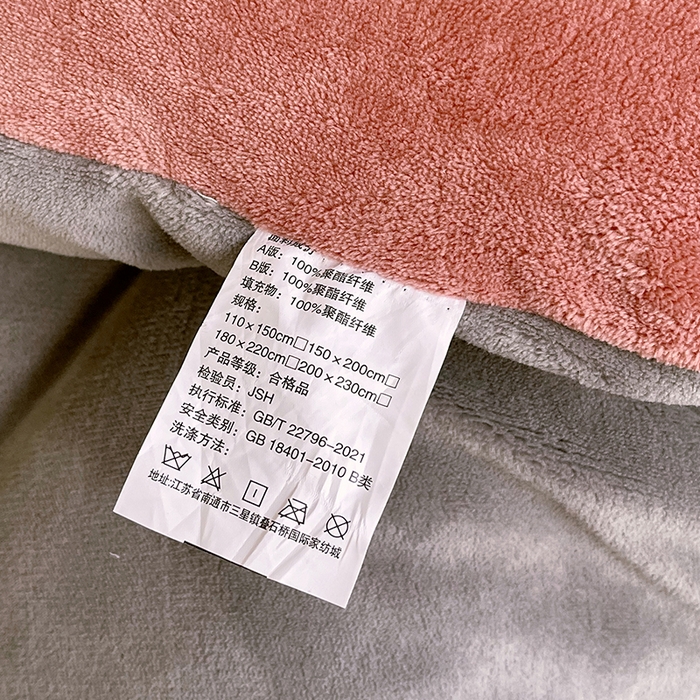 面料成分
A版：100%聚酯纤维
B版：100%聚酯纤维
填充物：100%聚酯纤维
规格：
110×150cm□150×200cm□
180×220cm□200×230cm□
产品等级：合格品
检验员：JSH
执行标准：GB/T 22796-2021
安全类别：GB 18401-2010 B类
洗涤方法：
地址:江苏省南通市三星镇叠石桥国际家纺城